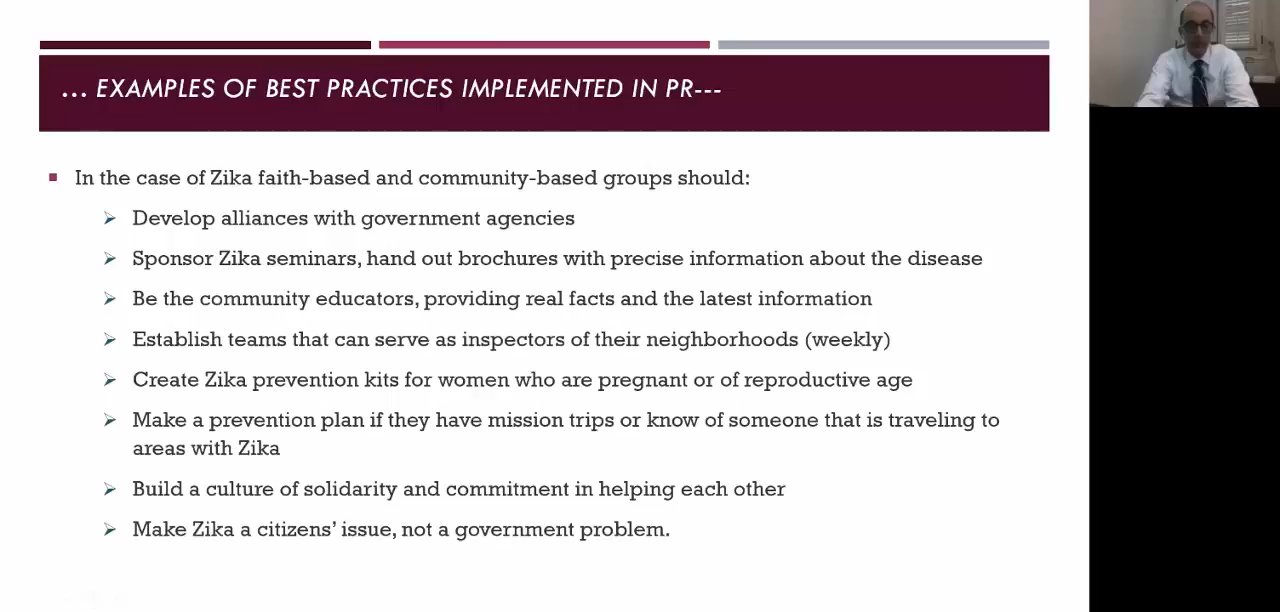 ... EXAMPLES OF BEST PRACTICES IMPLEMENTED IN PR---
In the case of Zika faith-based and community-based groups should:
Develop alliances with government agencies
Sponsor Zika seminars, hand out brochures with precise information about the disease
Be the community educators, providing real facts and the latest information
Establish teams that can serve as inspectors of their neighborhoods (weekly)
Create Zika prevention kits for women who are pregnant or of reproductive age
Make a prevention plan if they have mission trips or know of someone that is traveling to
areas with Zika
Build a culture of solidarity and commitment in helping each other
Make Zika a citizens’ issue, not a government problem.